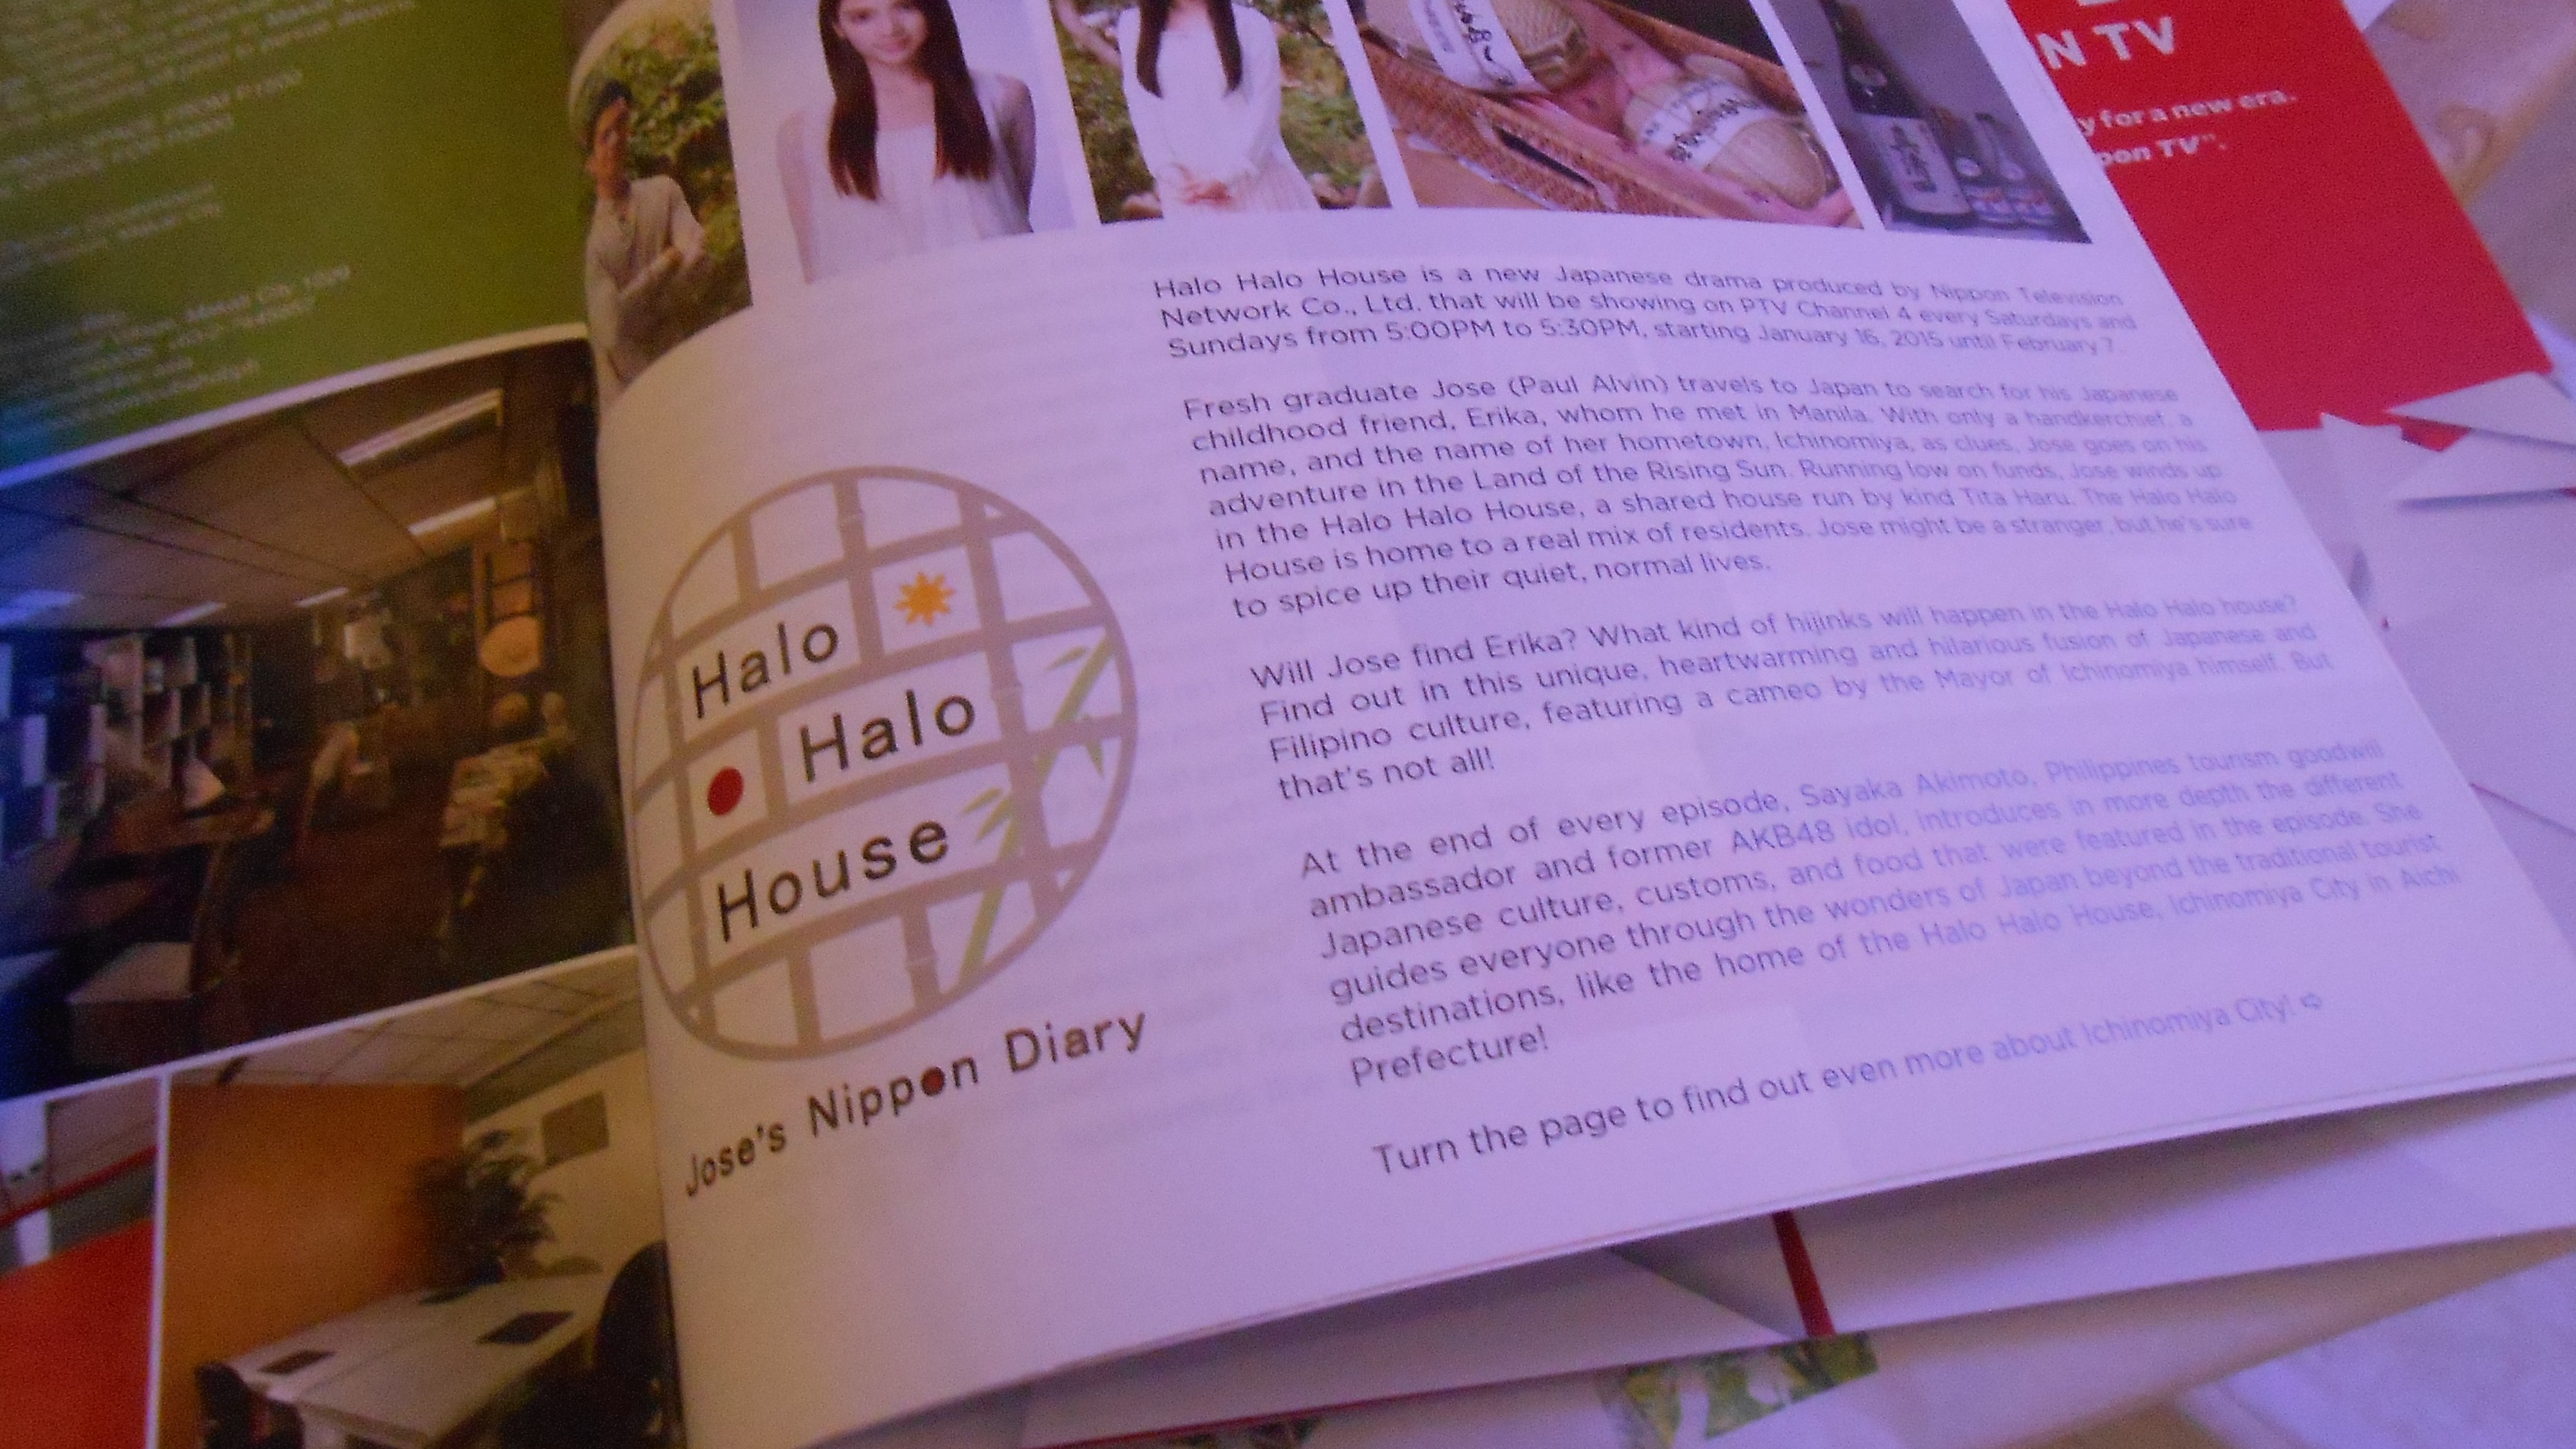 N TV
y for a new era.
pon TV".
Halo Halo House is a new Japanese drama produced by Nippon Television
Network Co., Ltd. that will be showing on PTV Channel 4 every Saturdays and
Sundays from 5:00PM to 5:30PM, starting January 16, 2015 until February 7.
Fresh graduate Jose (Paul Alvin) travels to Japan to search for his Japanese
childhood friend, Erika, whom he met in Manila. With only a handkerchief, a
name, and the name of her hometown, Ichinomiya, as clues, Jose goes on his
adventure in the Land of the Rising Sun. Running low on funds, Jose winds up
in the Halo Halo House, a shared house run by kind Tita Haru. The Halo Halo
House is home to a real mix of residents. Jose might be a stranger, but he's sure
to spice up their quiet, normal lives.
Will Jose find Erika? What kind of hijinks will happen in the Halo Halo house?
Find out in this unique, heartwarming and hilarious fusion of Japanese and
Filipino culture, featuring a cameo by the Mayor of Ichinomiya himself. But
that's not all!
At the end of every episode, Sayaka Akimoto, Philippines tourism goodwill
ambassador and former AKB48 idol, introduces in more depth the different
Japanese culture, customs, and food that were featured in the episode. She
guides everyone through the wonders of Japan beyond the traditional tourist
destinations, like the home of the Halo Halo House, Ichinomiya City in Aichi
Prefecture!
Turn the page to find out even more about Ichinomiya City! ⇨
Halo
Halo
House
Jose's Nippon Diary